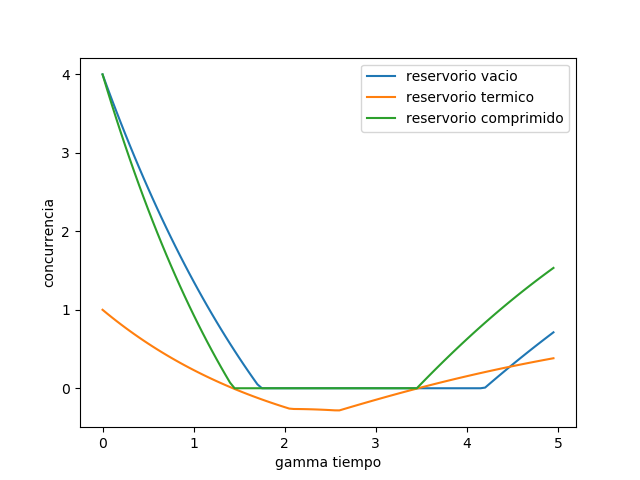 reservorio vacio
reservorio termico
reservorio comprimido
4
3
2
1
0
concurrencia
0 1 2 3 4 5
gamma tiempo